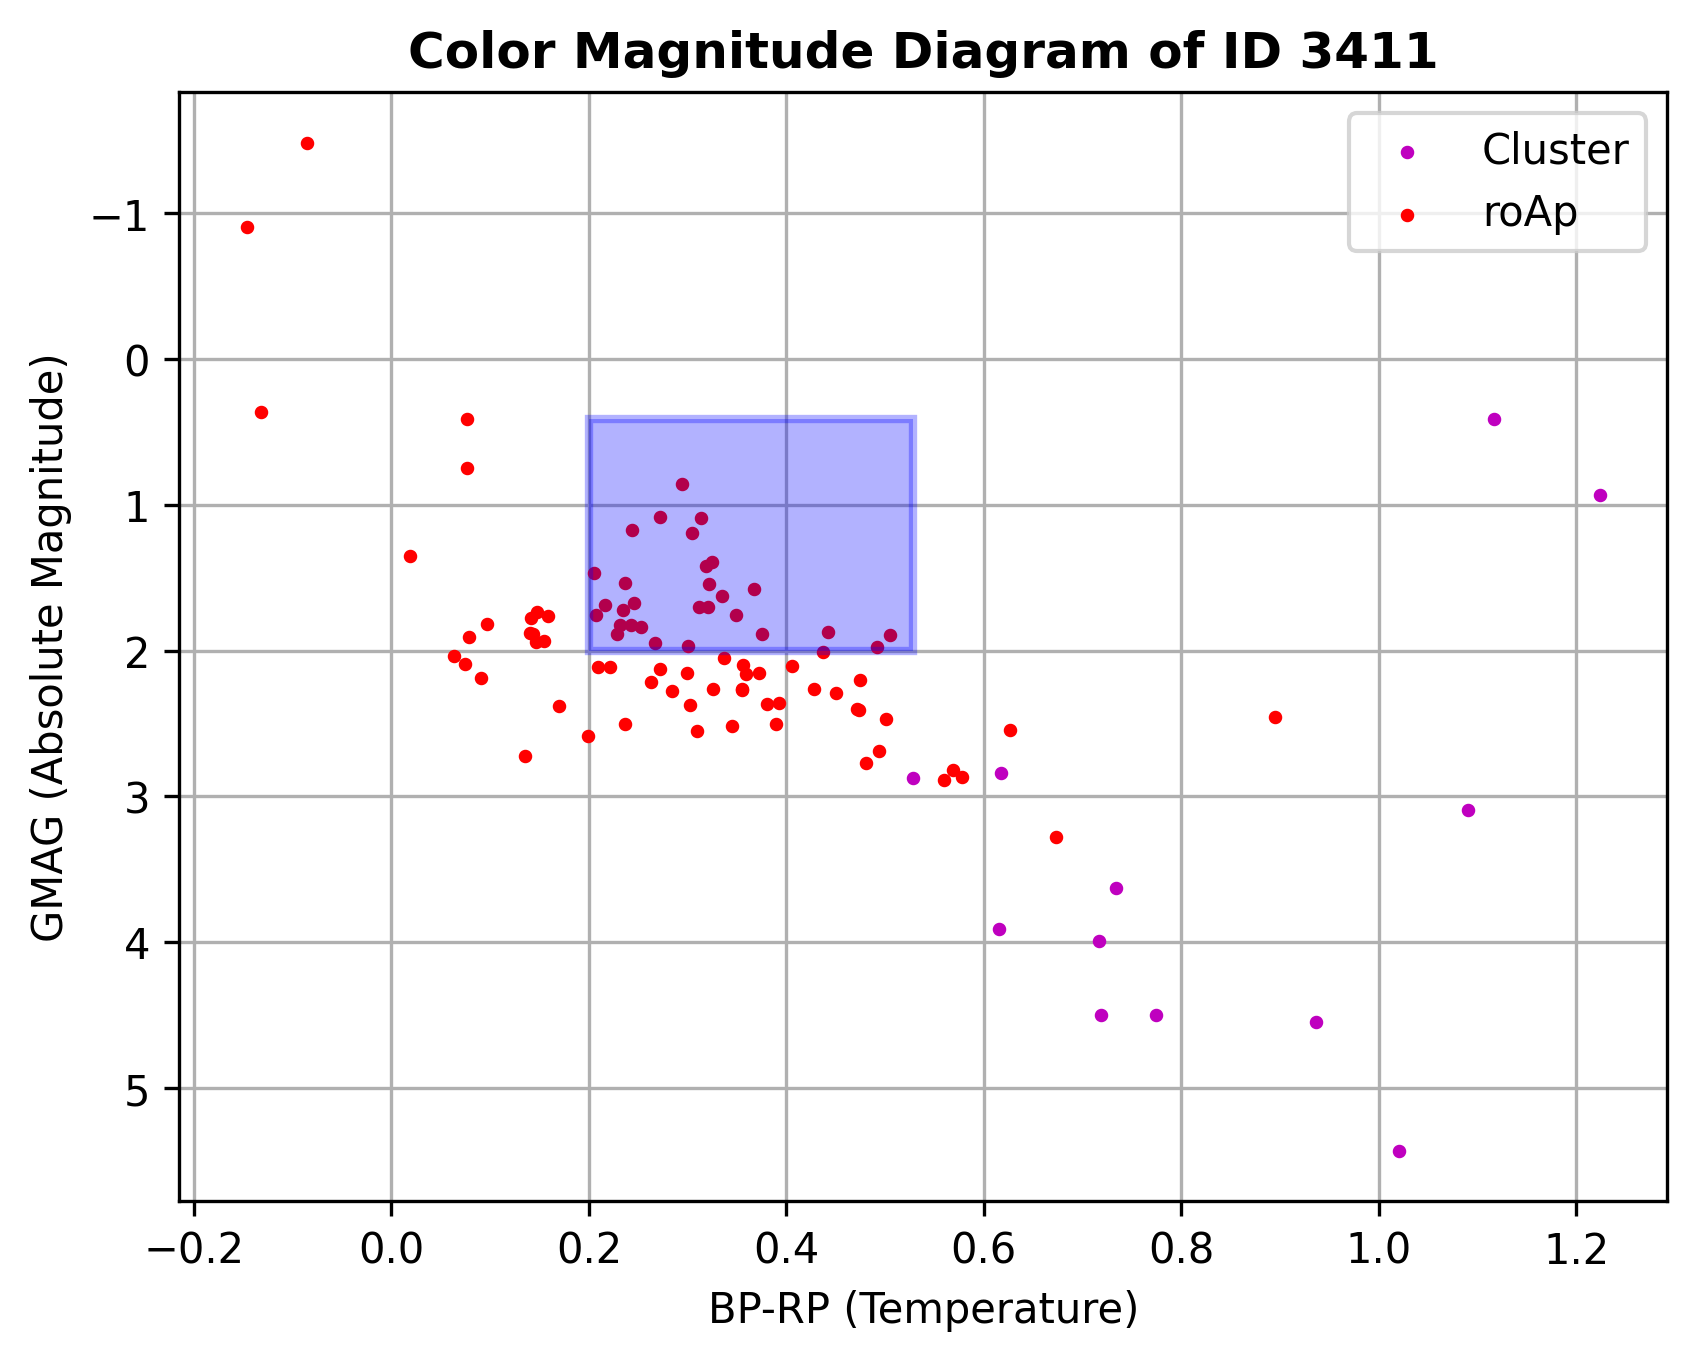 Color Magnitude Diagram of ID 3411
Cluster
roAp
−1
0
1
2
3
4
5
GMAG (Absolute Magnitude)
−0.2 0.0 0.2 0.4 0.6 0.8 1.0 1.2
BP-RP (Temperature)